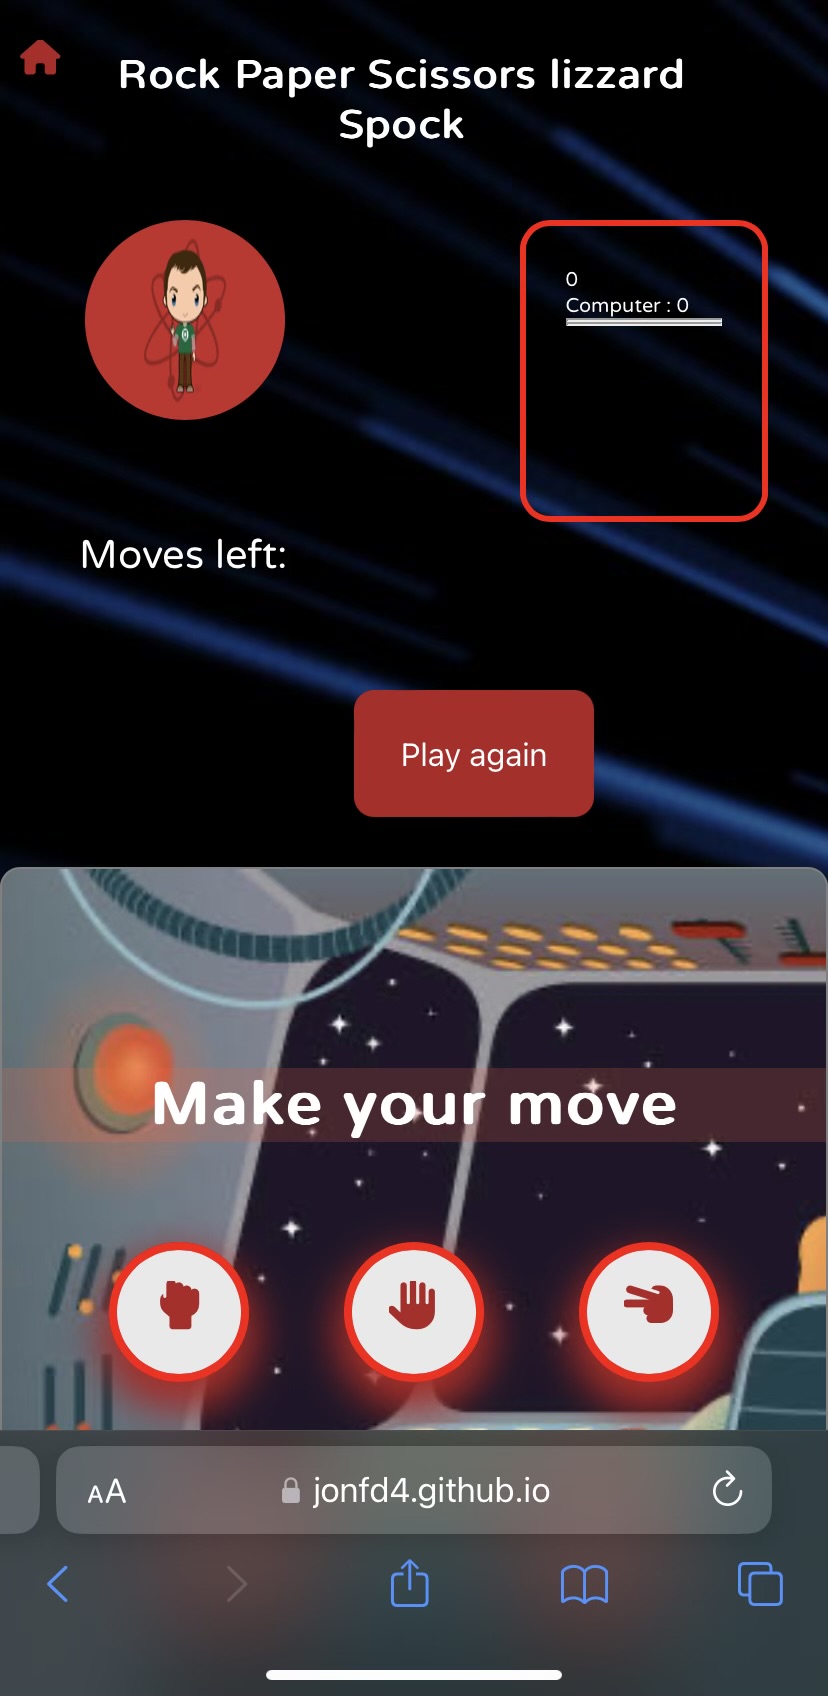 Rock Paper Scissors lizzard
Spock
0
Computer : 0
Moves left:
Play again
Make your move
AA
jonfd4.github.io